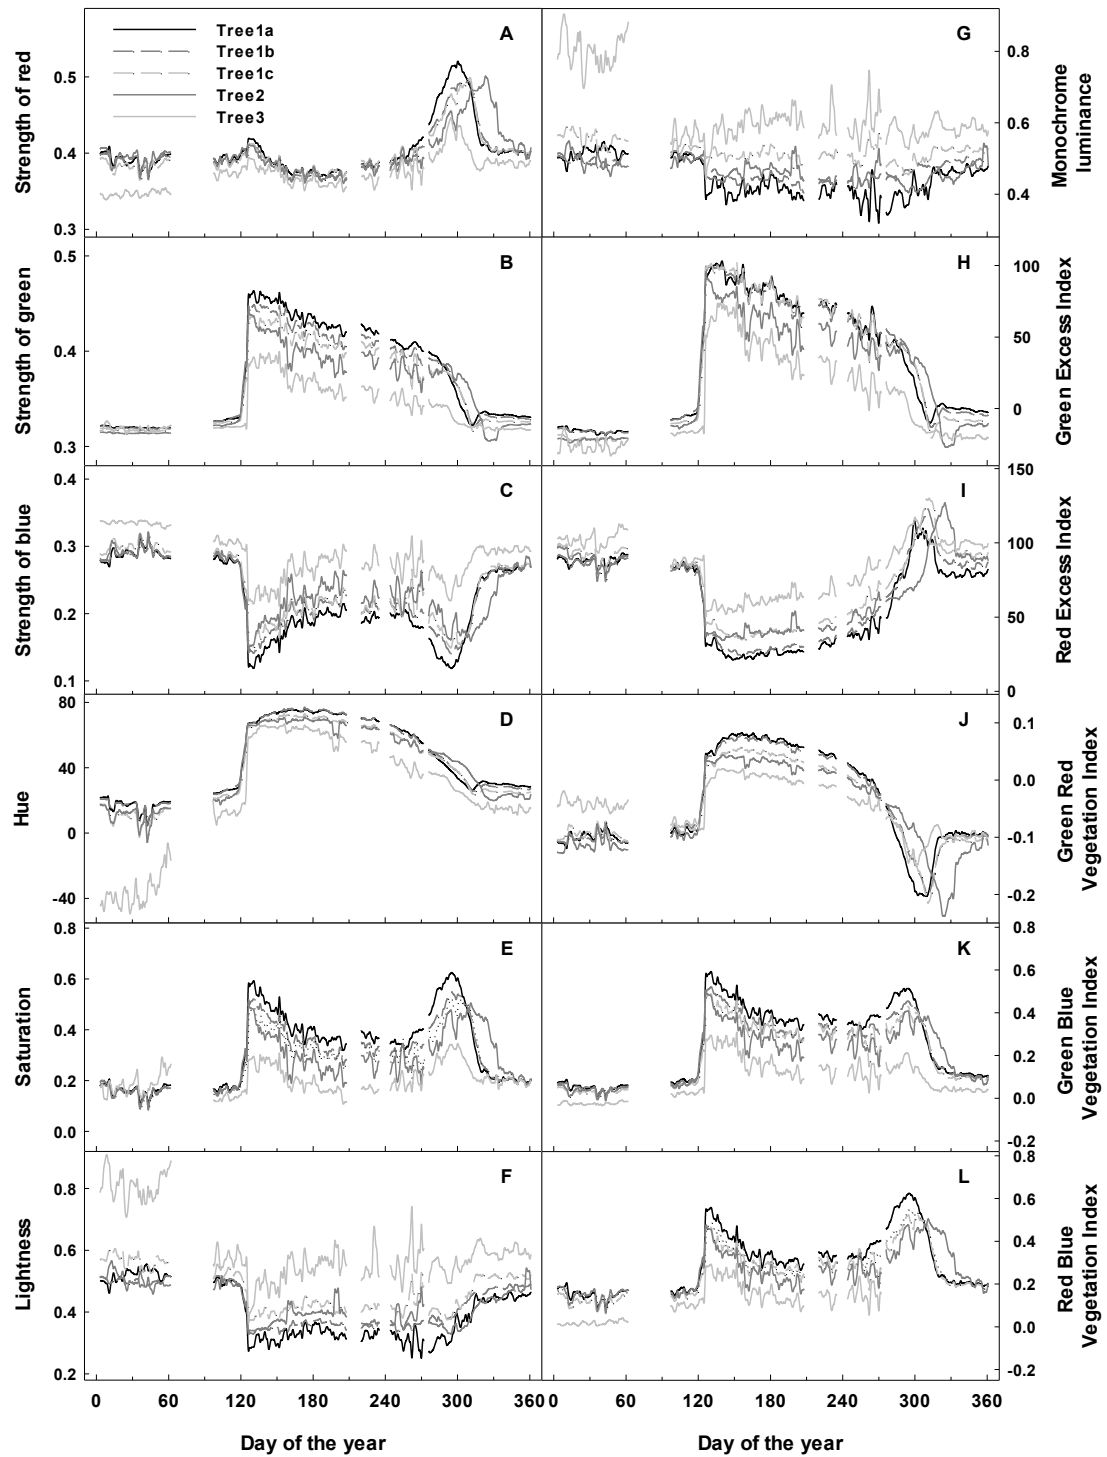 A
Tree1a
Tree1b
Tree1c
Tree2
Tree3
Strength of red
0.5
0.4
0.3
G
0.8
0.6
0.4
Monochrome
luminance
B
Strength of green
0.5
0.4
0.3
H
100
50
0
Green Excess Index
C
Strength of blue
0.4
0.3
0.2
0.1
I
150
100
50
0
Red Excess Index
D
Hue
80
40
0
-40
J
0.1
0.0
-0.1
-0.2
Green Red
Vegetation Index
E
Saturation
0.8
0.6
0.4
0.2
0.0
K
0.8
0.6
0.4
0.2
0.0
-0.2
Green Blue
Vegetation Index
F
Lightness
0.8
0.6
0.4
0.2
L
0.8
0.6
0.4
0.2
0.0
-0.2
Red Blue
Vegetation Index
0 60 120 180 240 300 360 0 60 120 180 240 300 360
Day of the year Day of the year